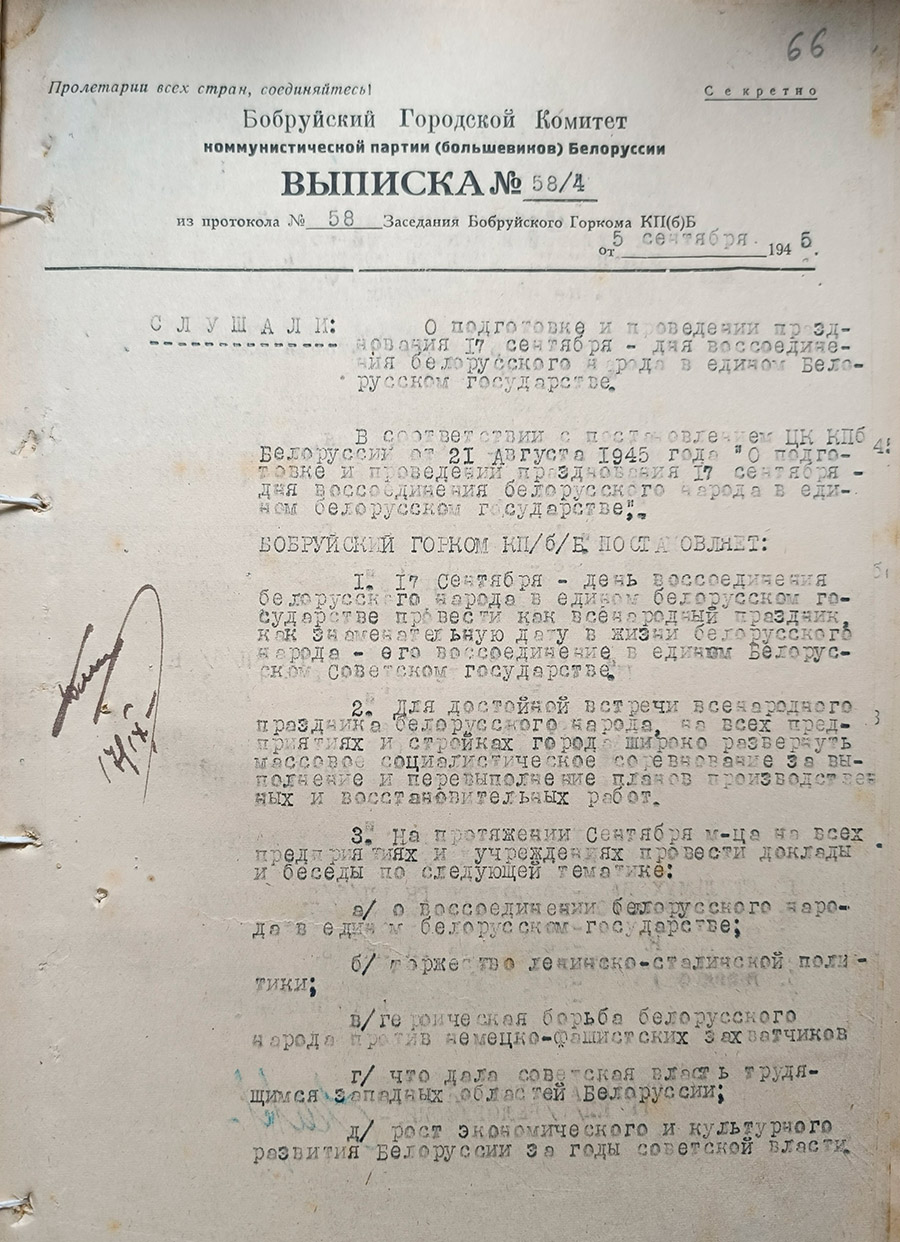 66
Пролетарии всех стран, соединяйтесь!
Секретно
Бобруйский Городской Комитет
коммунистической партии (большевиков) Белоруссии
ВЫПИСКА № 58/4
из протокола № 58 Заседания Бобруйского Горкома КП(б)Б
от 5 сентября. 1945.
СЛУШАЛИ: О подготовке и проведении празд-
нования 17 сентября - дня воссоедине-
ния белорусского народа в едином Бело-
русском государстве.
В соответствии с постановлением ЦК КПб
Белоруссии от 21 Августа 1945 года "О подго-
товке и проведении празднования 17 сентября -
дня воссоединения белорусского народа в еди-
ном белорусском государстве",.
БОБРУЙСКИЙ ГОРКОМ КП/б/Б ПОСТАНОВЛЯЕТ:
1. 17 Сентября - день воссоединения
белорусского народа в едином белорусском го-
сударстве провести как всенародный праздник,
как знаменательную дату в жизни белорусского
народа - его воссоединение в едином Белорус-
ском Советском государстве.
2. Для достойной встречи всенародного
праздника белорусского народа, на всех пред-
приятиях и стройках города широко развернуть
массовое социалистическое соревнование за вы-
полнение и перевыполнение планов производствен
ных и восстановительных работ.
3. На протяжении Сентября м-ца на всех
предприятиях и учреждениях провести доклады
и беседы по следующей тематике:
а/ о воссоединении белорусского наро-
да в едином белорусском государстве;
б/ торжество ленинско-сталинской поли-
тики;
в/ героическая борьба белорусского
народа против немецко-фашистских захватчиков
г/ что дала советская власть трудя-
щимся западных областей Белоруссии;
д/ рост экономического и культурного
развития Белоруссии за годы советской власти.